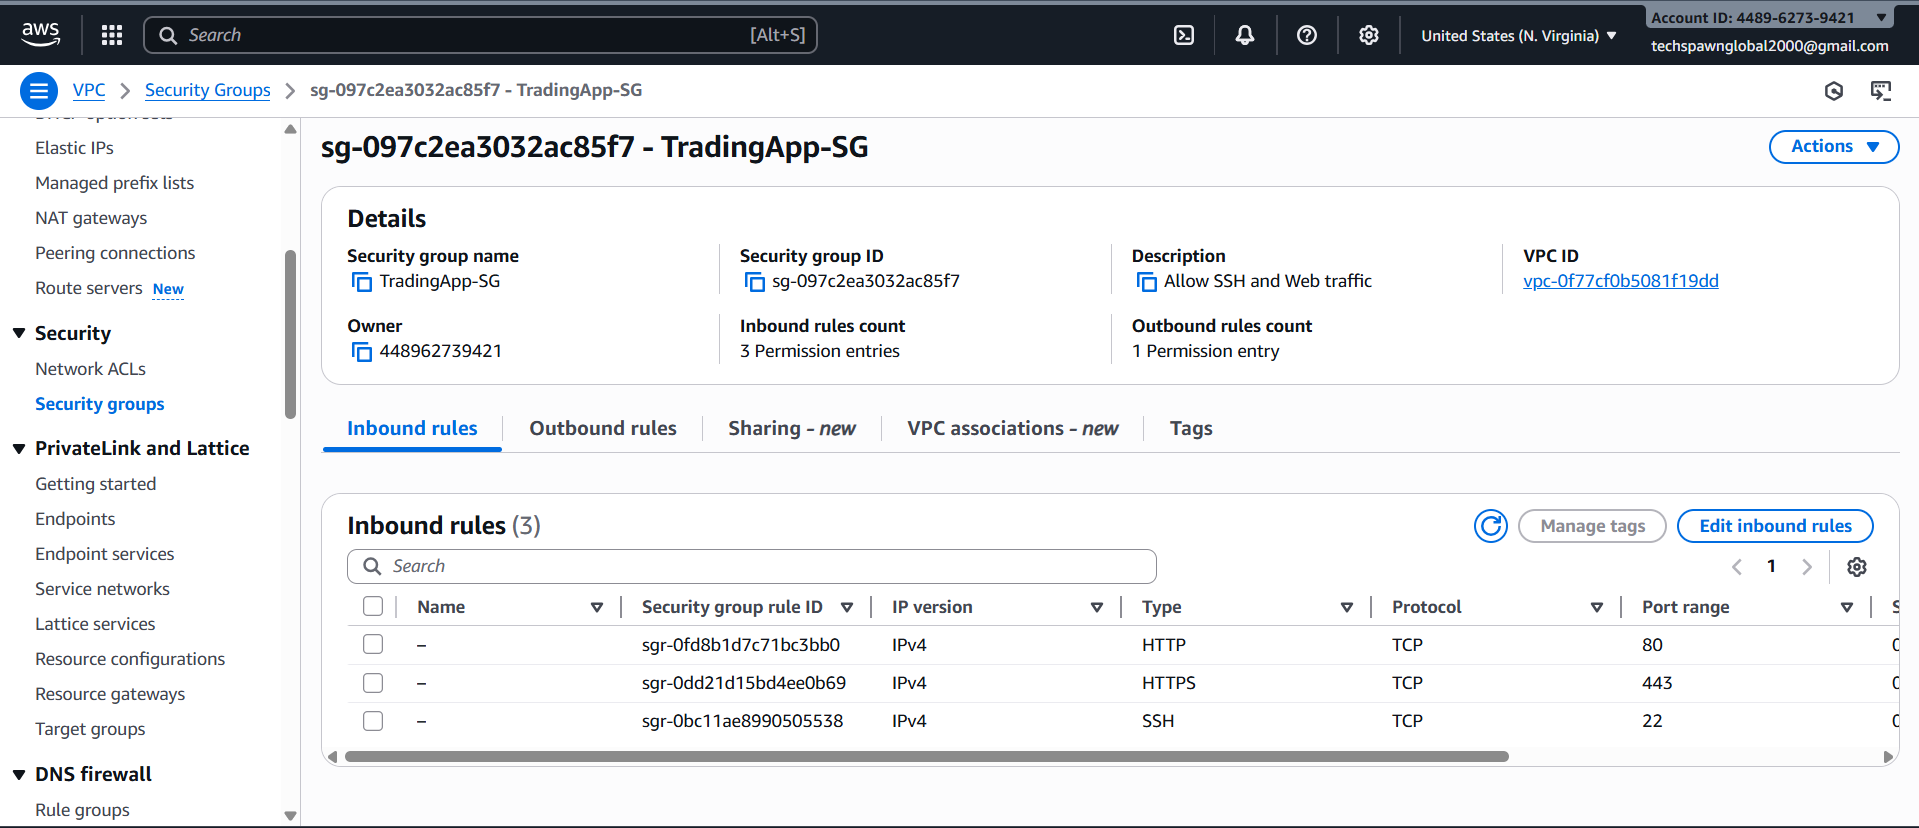 aws
Search [Alt+S]
United States (N. Virginia)
Account ID: 4489-6273-9421
techspawnglobal2000@gmail.com
VPC
Security Groups
sg-097c2ea3032ac85f7 - TradingApp-SG
Elastic IPs
Managed prefix lists
NAT gateways
Peering connections
Route servers New
Security
Network ACLs
Security groups
PrivateLink and Lattice
Getting started
Endpoints
Endpoint services
Service networks
Lattice services
Resource configurations
Resource gateways
Target groups
DNS firewall
Rule groups
sg-097c2ea3032ac85f7 - TradingApp-SG
Actions
Details
Security group name
TradingApp-SG
Security group ID
sg-097c2ea3032ac85f7
Description
Allow SSH and Web traffic
VPC ID
vpc-0f77cf0b5081f19dd
Owner
448962739421
Inbound rules count
3 Permission entries
Outbound rules count
1 Permission entry
Inbound rules
Outbound rules
Sharing - new
VPC associations - new
Tags
Inbound rules (3)
Manage tags
Edit inbound rules
Search
1
Name Security group rule ID IP version Type Protocol Port range
– sgr-0fd8b1d7c71bc3bb0 IPv4 HTTP TCP 80
– sgr-0dd21d15bd4ee0b69 IPv4 HTTPS TCP 443
– sgr-0bc11ae8990505538 IPv4 SSH TCP 22